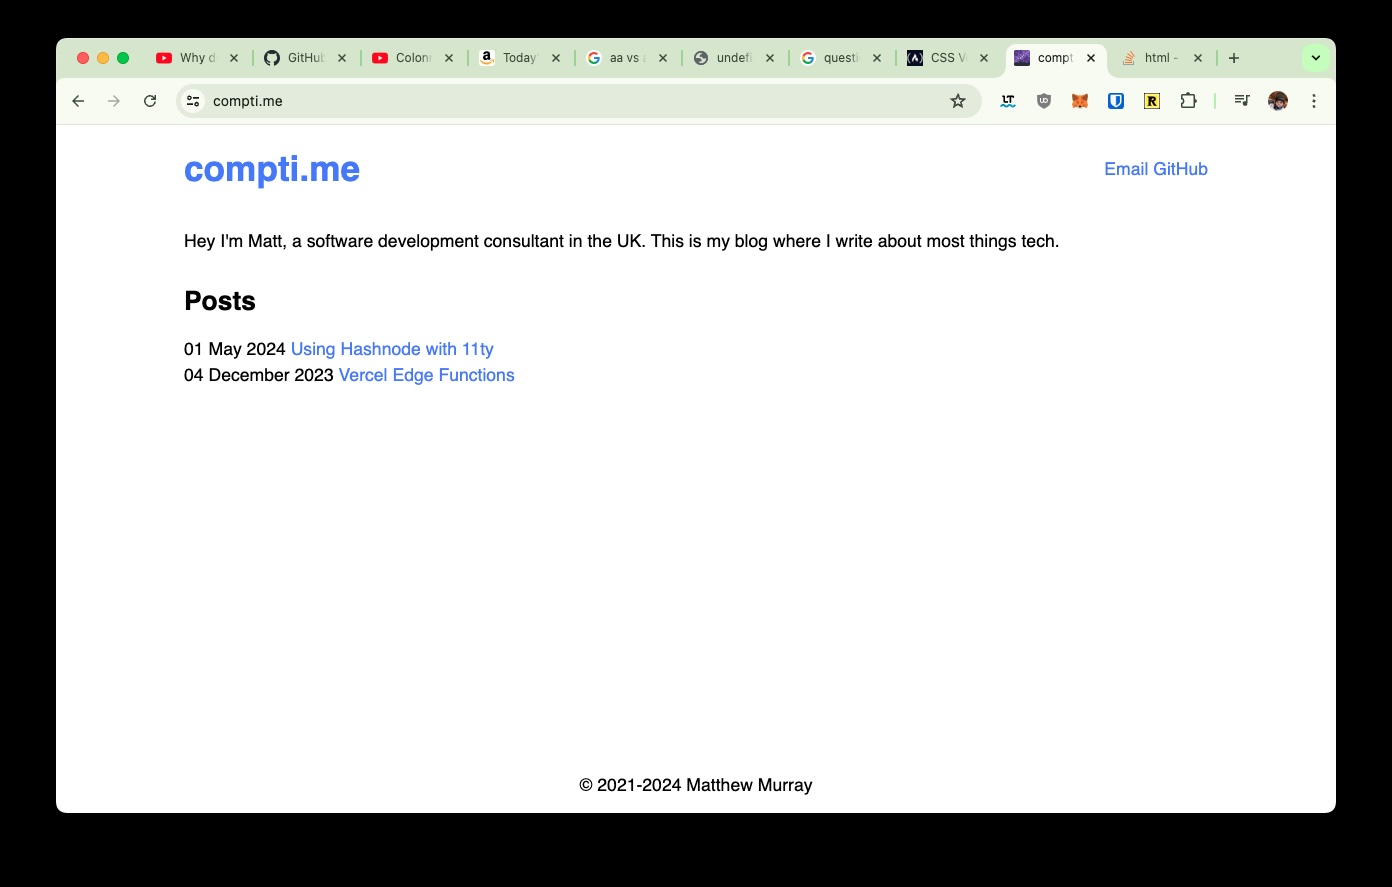 Why d
GitHub
Colon
Today'
aa vs a
undefi
questi
CSS V
compt
html -
compti.me
compti.me
Email GitHub
Hey I'm Matt, a software development consultant in the UK. This is my blog where I write about most things tech.
Posts
01 May 2024 Using Hashnode with 11ty
04 December 2023 Vercel Edge Functions
© 2021-2024 Matthew Murray